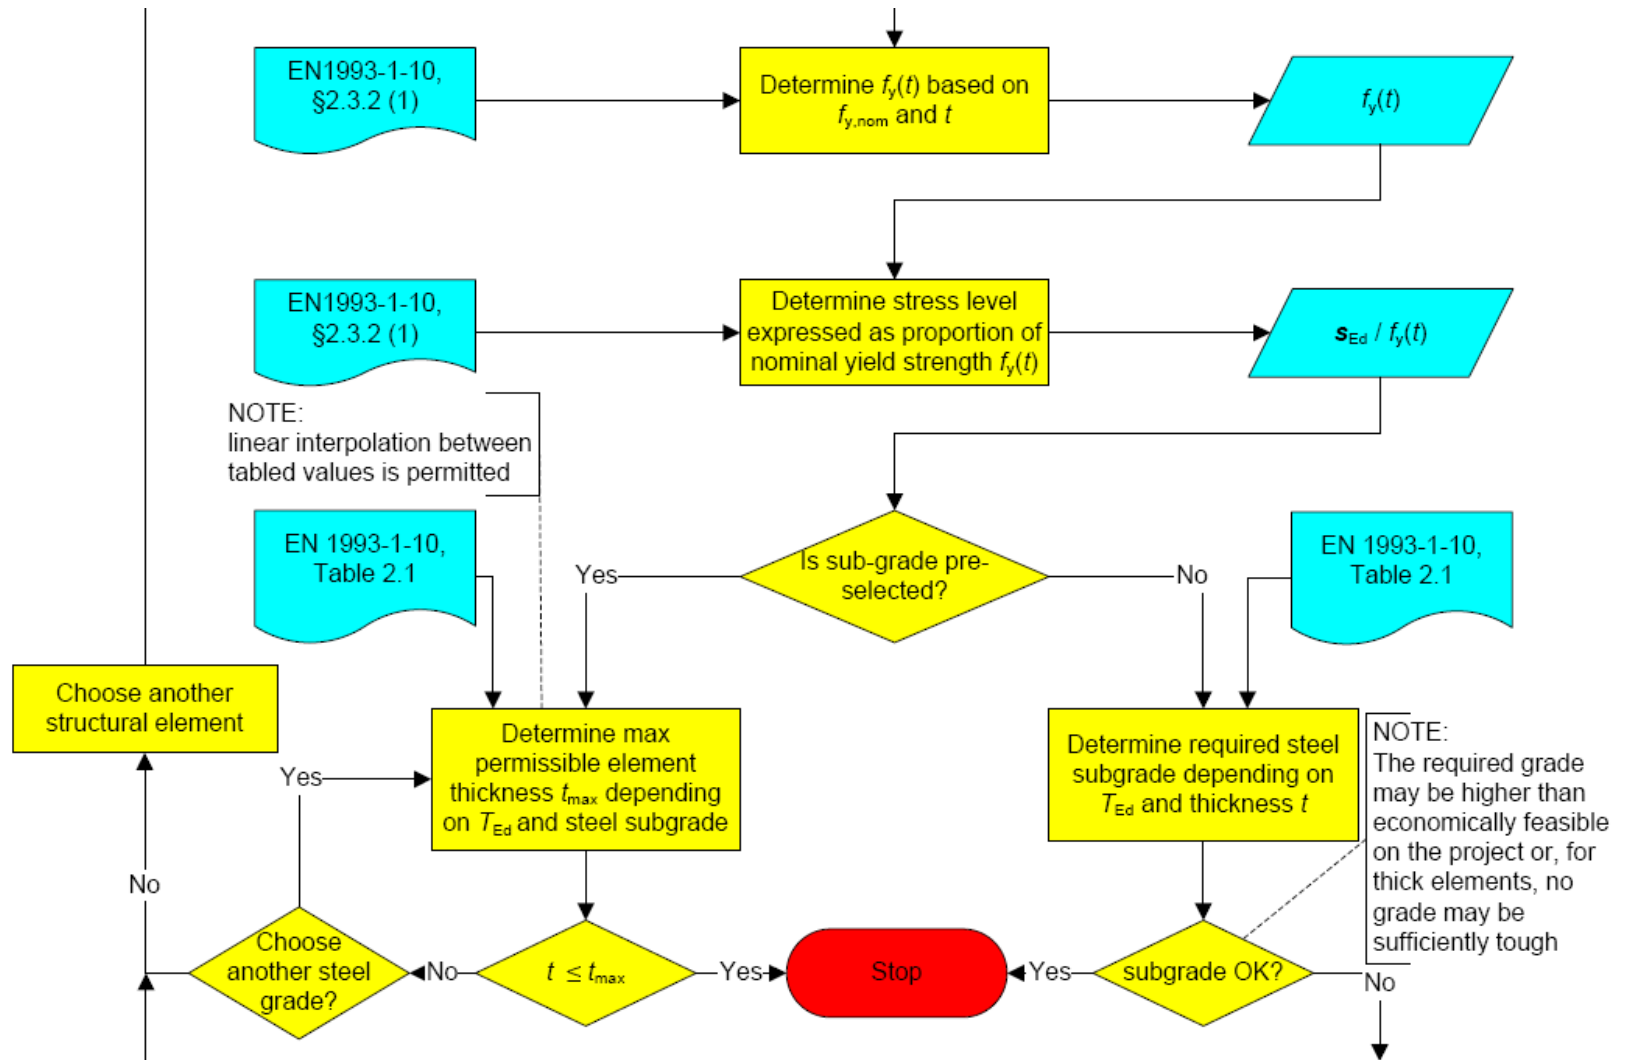 EN1993-1-10,
§2.3.2 (1)
Determine fy(t) based on
fy,nom and t
fy(t)
EN1993-1-10,
§2.3.2 (1)
Determine stress level
expressed as proportion of
nominal yield strength fy(t)
sEd / fy(t)
NOTE:
linear interpolation between
tabled values is permitted
EN 1993-1-10,
Table 2.1
Yes
Is sub-grade pre-
selected?
No
EN 1993-1-10,
Table 2.1
Choose another
structural element
Determine max
permissible element
thickness tmax depending
on TEd and steel subgrade
Determine required steel
subgrade depending on
TEd and thickness t
NOTE:
The required grade
may be higher than
economically feasible
on the project or, for
thick elements, no
grade may be
sufficiently tough
Yes
No
Choose
another steel
grade?
No
t ≤ tmax
Yes
Stop
Yes
subgrade OK?
No